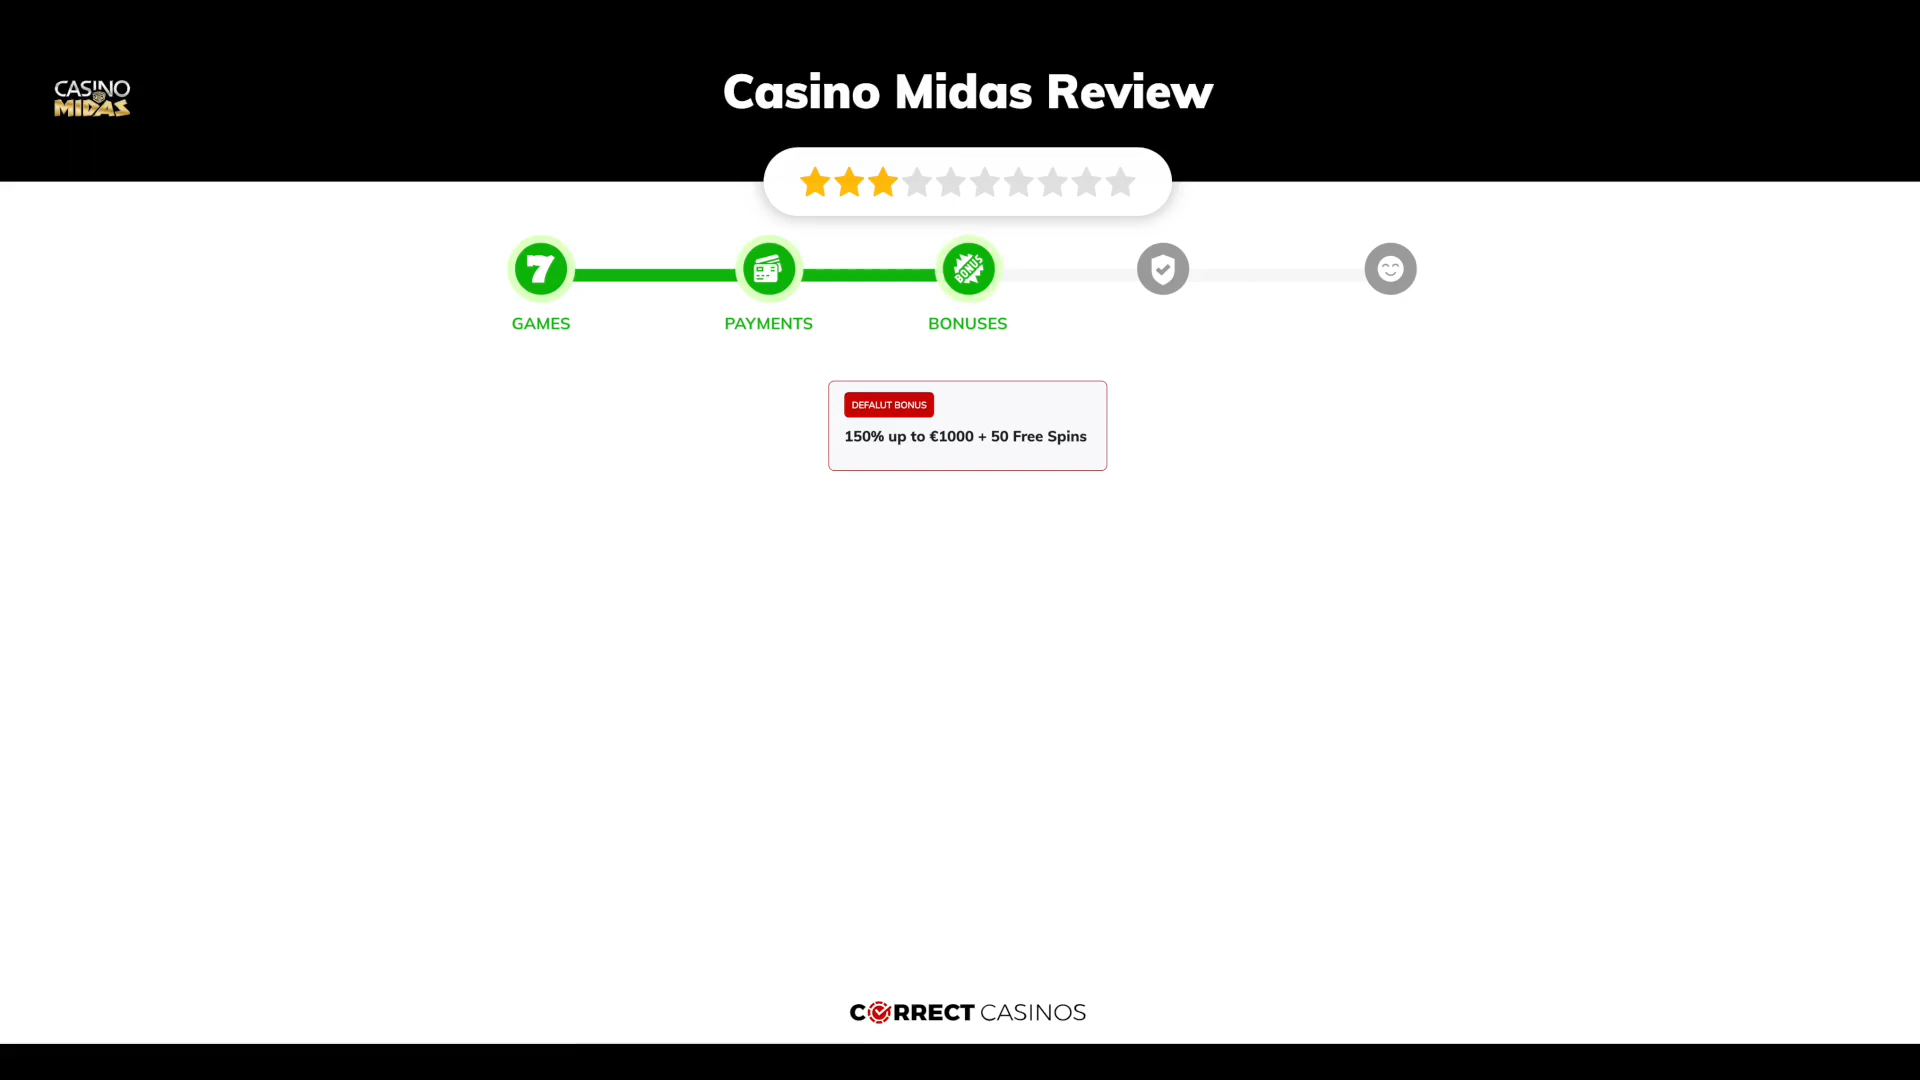 CASINO
MIDAS
Casino Midas Review
GAMES
PAYMENTS
BONUS
BONUSES
DEFALUT BONUS
150% up to €1000 + 50 Free Spins
CORRECT CASINOS